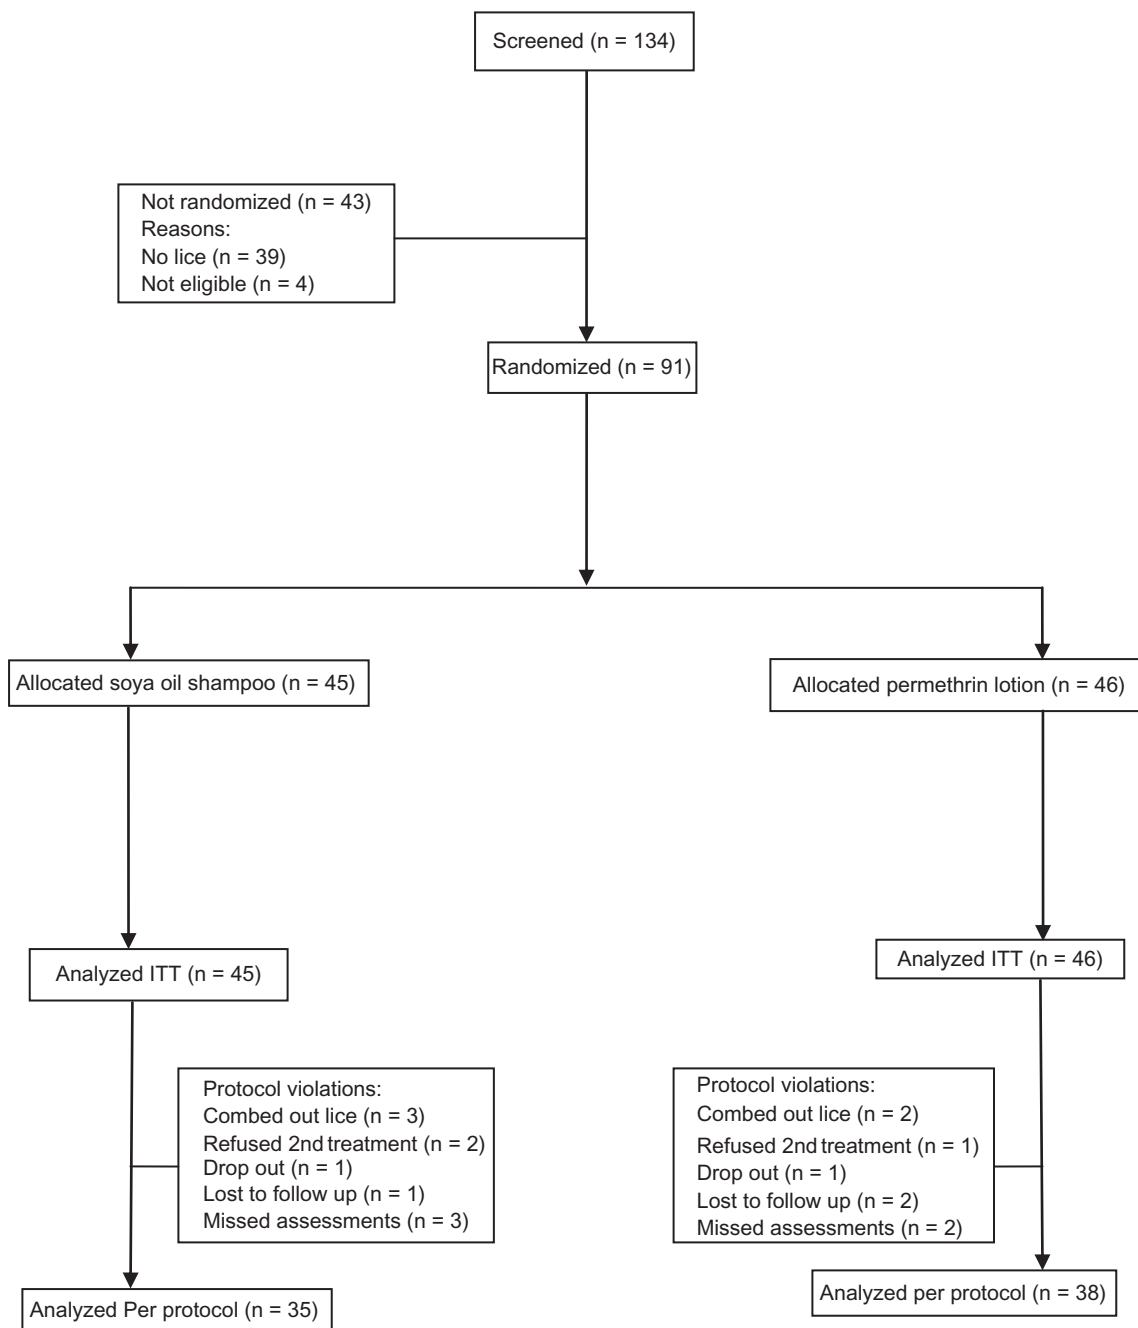 Screened (n = 134)
Not randomized (n = 43)
Reasons:
No lice (n = 39)
Not eligible (n = 4)
Randomized (n = 91)
Allocated soya oil shampoo (n = 45)
Allocated permethrin lotion (n = 46)
Analyzed ITT (n = 45)
Analyzed ITT (n = 46)
Protocol violations:
Combed out lice (n = 3)
Refused 2nd treatment (n = 2)
Drop out (n = 1)
Lost to follow up (n = 1)
Missed assessments (n = 3)
Protocol violations:
Combed out lice (n = 2)
Refused 2nd treatment (n = 1)
Drop out (n = 1)
Lost to follow up (n = 2)
Missed assessments (n = 2)
Analyzed Per protocol (n = 35)
Analyzed per protocol (n = 38)